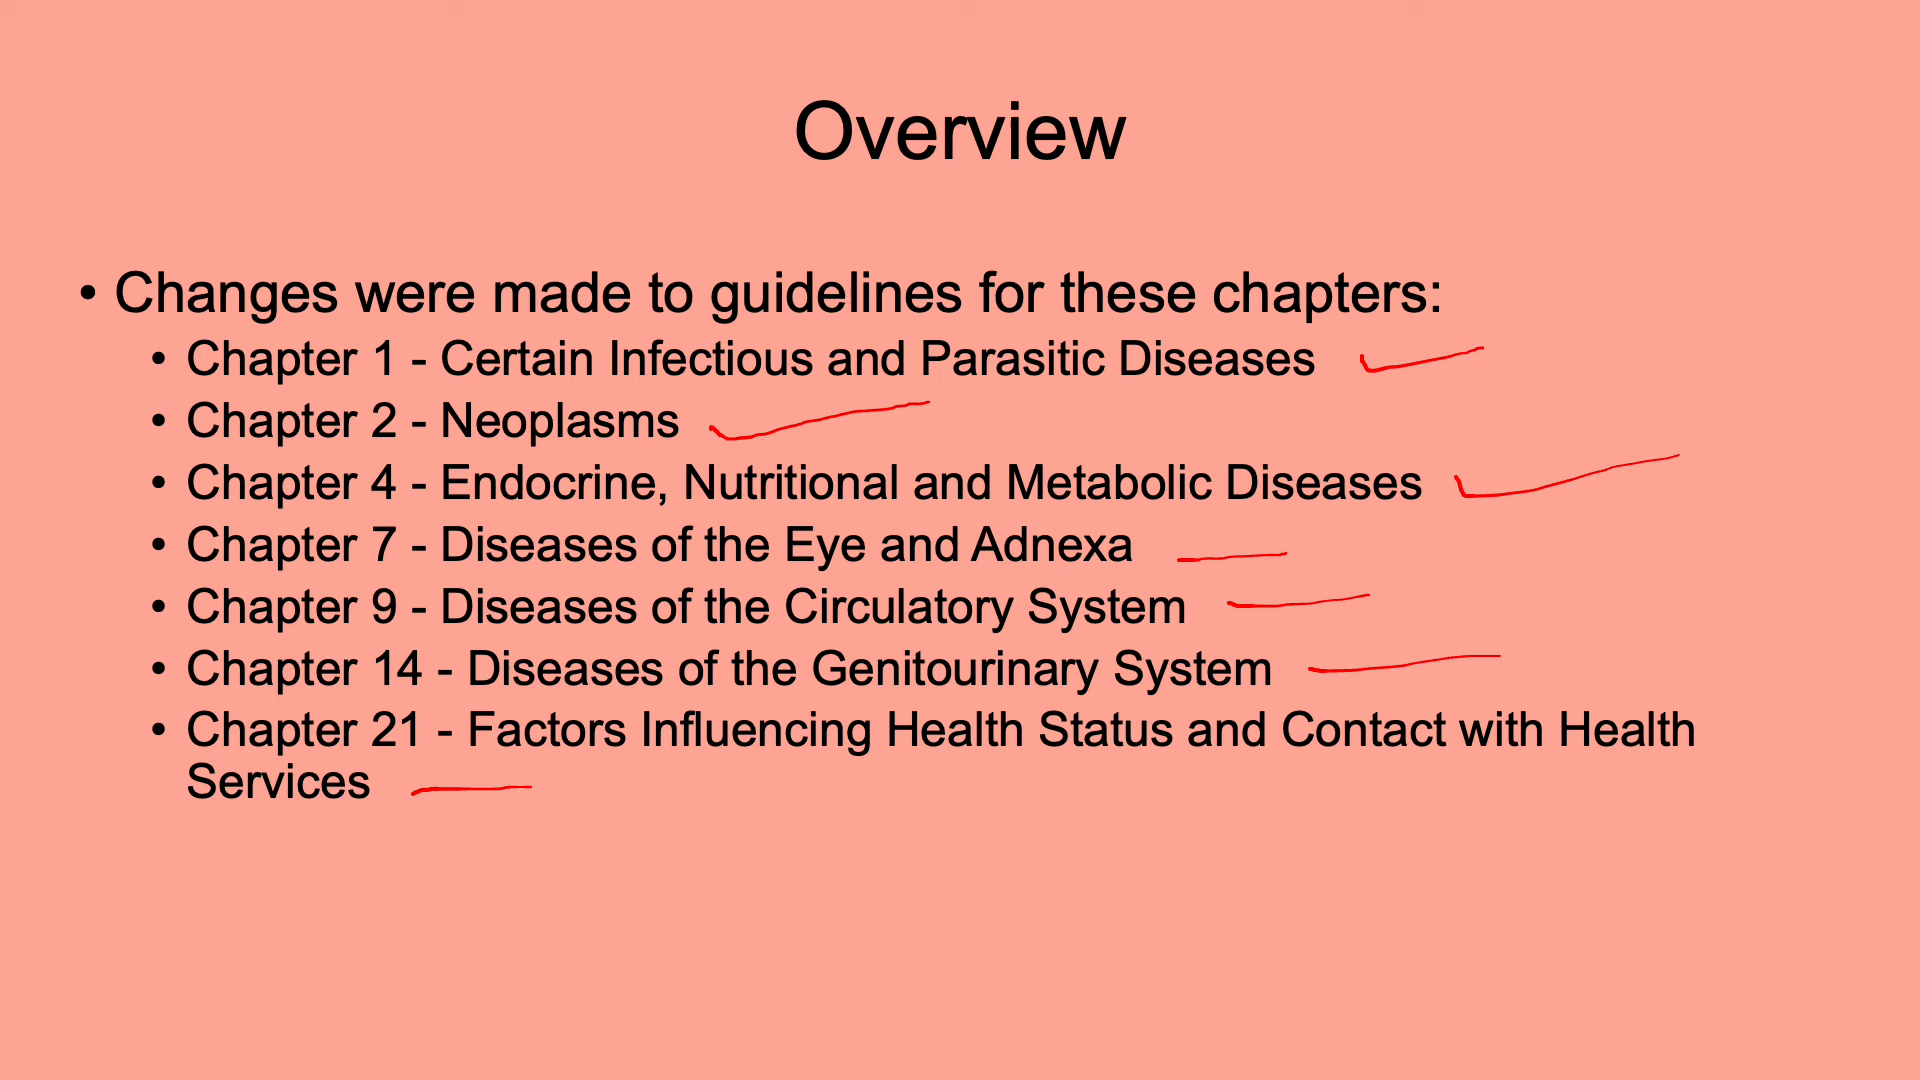 Overview
• Changes were made to guidelines for these chapters:
• Chapter 1 - Certain Infectious and Parasitic Diseases
• Chapter 2 - Neoplasms
• Chapter 4 - Endocrine, Nutritional and Metabolic Diseases
• Chapter 7 - Diseases of the Eye and Adnexa
• Chapter 9 - Diseases of the Circulatory System
• Chapter 14 - Diseases of the Genitourinary System
• Chapter 21 - Factors Influencing Health Status and Contact with Health
Services